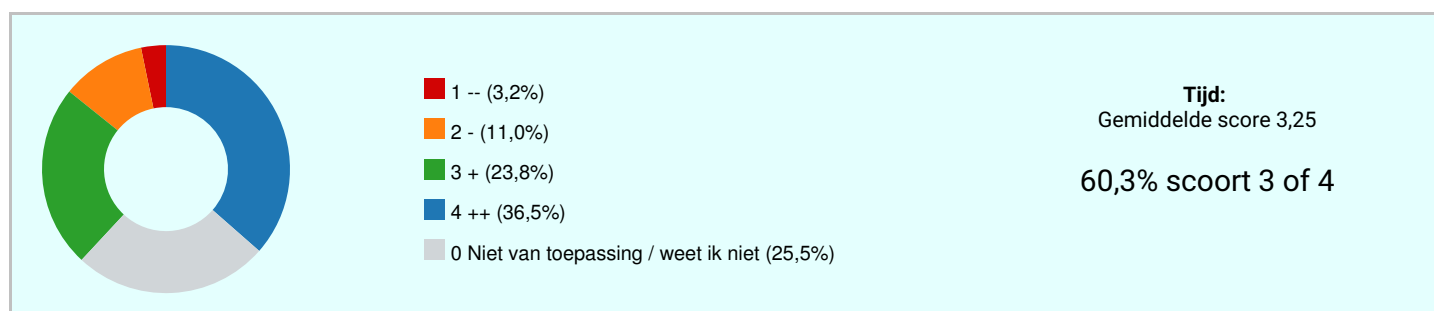 1 -- (3,2%)
2 - (11,0%)
3 + (23,8%)
4 ++ (36,5%)
0 Niet van toepassing / weet ik niet (25,5%)
Tijd:
Gemiddelde score 3,25
60,3% scoort 3 of 4